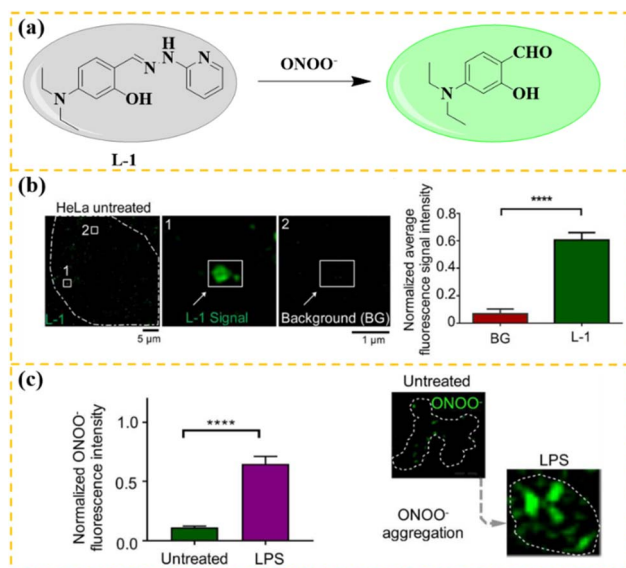 (a)
H
N
N
N
OH
N
L-1
ONOO⁻
CHO
OH
N
(b)
HeLa untreated
2
1
L-1
5 μm
1
L-1 Signal
2
Background (BG)
1 μm
Normalized average
fluorescence signal intensity
0.8
0.6
0.4
0.2
0
****
BG
L-1
(c)
Normalized ONOO⁻
fluorescence intensity
1.0
0.5
0.0
****
Untreated
LPS
Untreated
ONOO⁻
LPS
ONOO⁻
aggregation